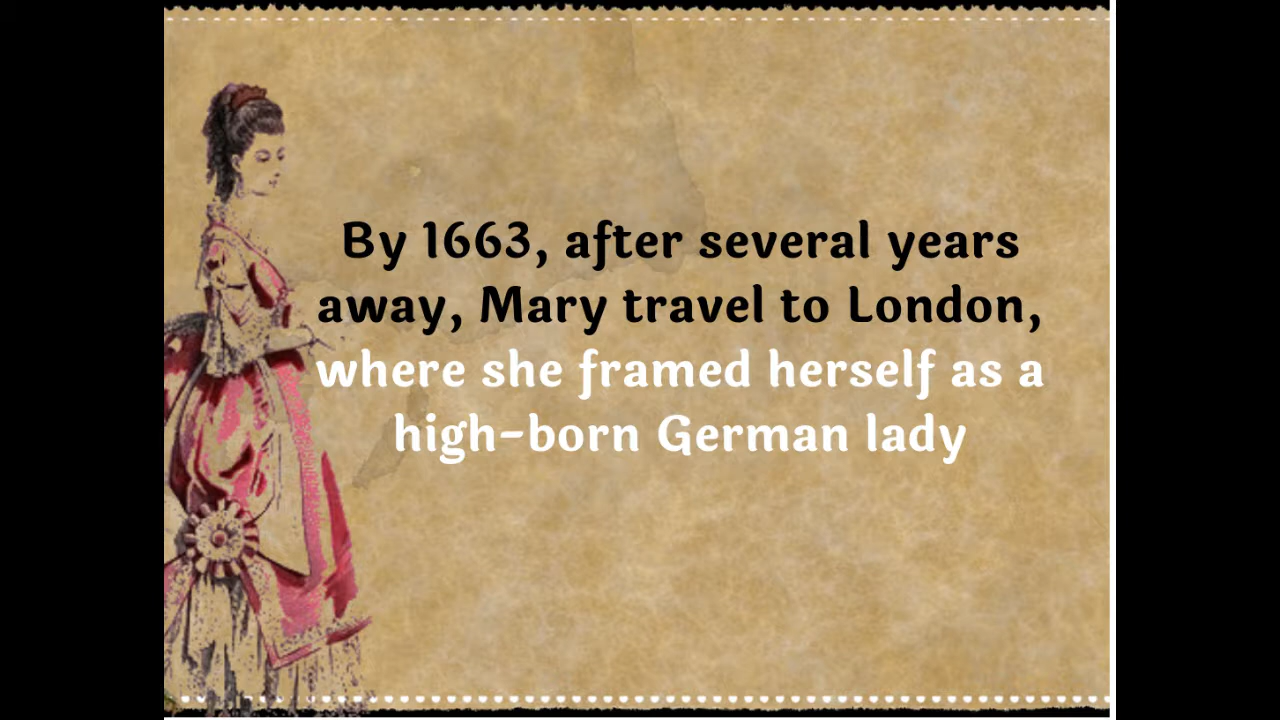 By 1663, after several years
away, Mary travel to London,
where she framed herself as a
high-born German lady